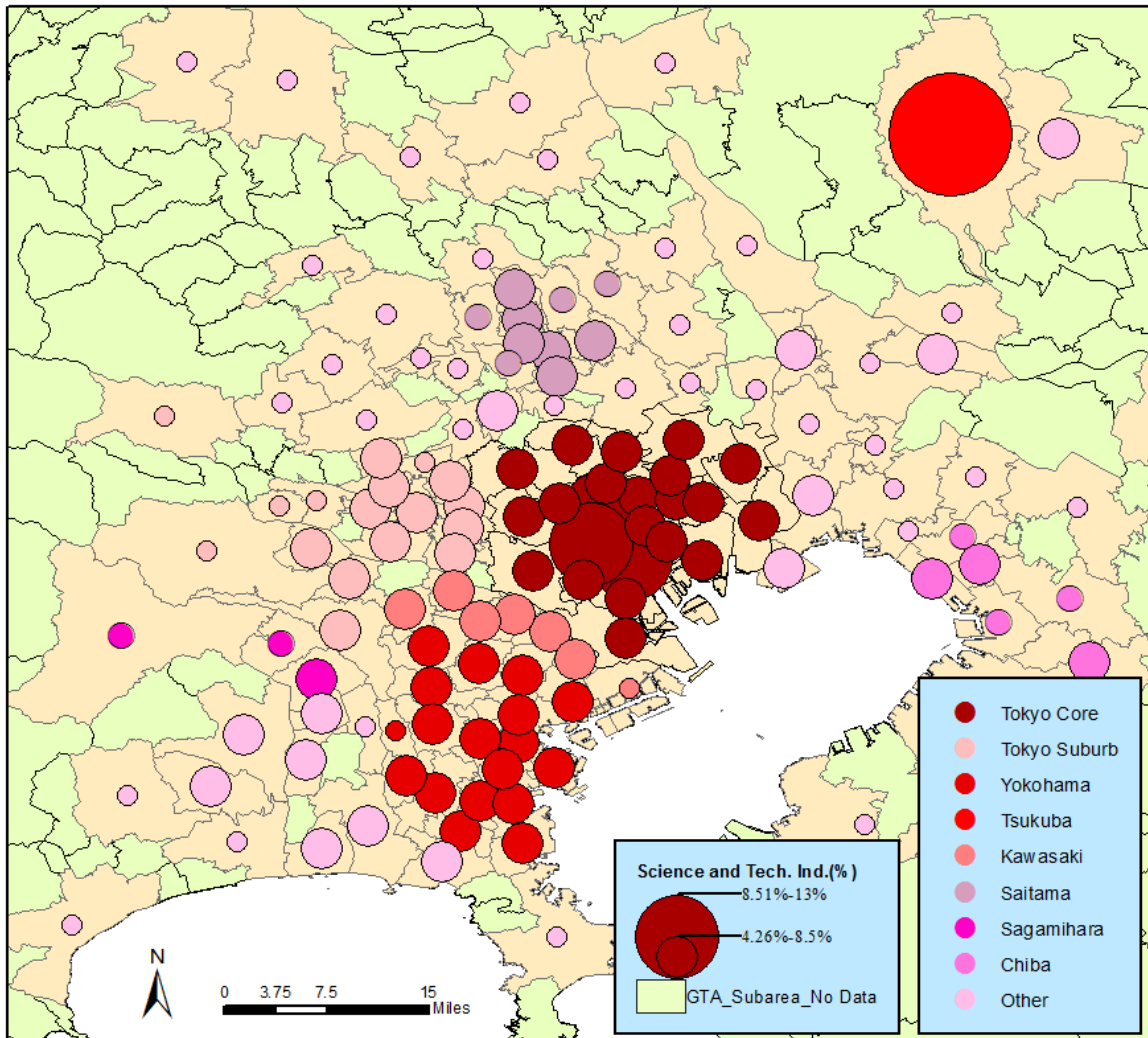 Tokyo Core
Tokyo Suburb
Yokohama
Tsukuba
Kawasaki
Saitama
Sagamihara
Chiba
Other
Science and Tech. Ind.(%)
8.51%-13%
4.26%-8.5%
GTA_Subarea_No Data
N
0 3.75 7.5 15
Miles